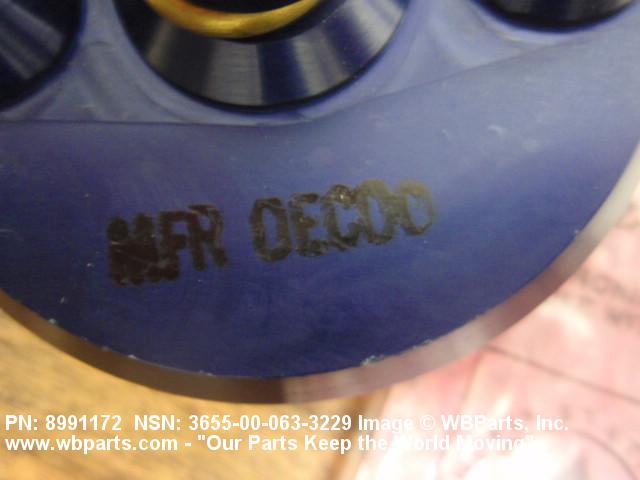 MFR OECOO
PN: 8991172 NSN: 3655-00-063-3229 Image © WBParts, Inc.
www.wbparts.com - "Our Parts Keep the World Moving"